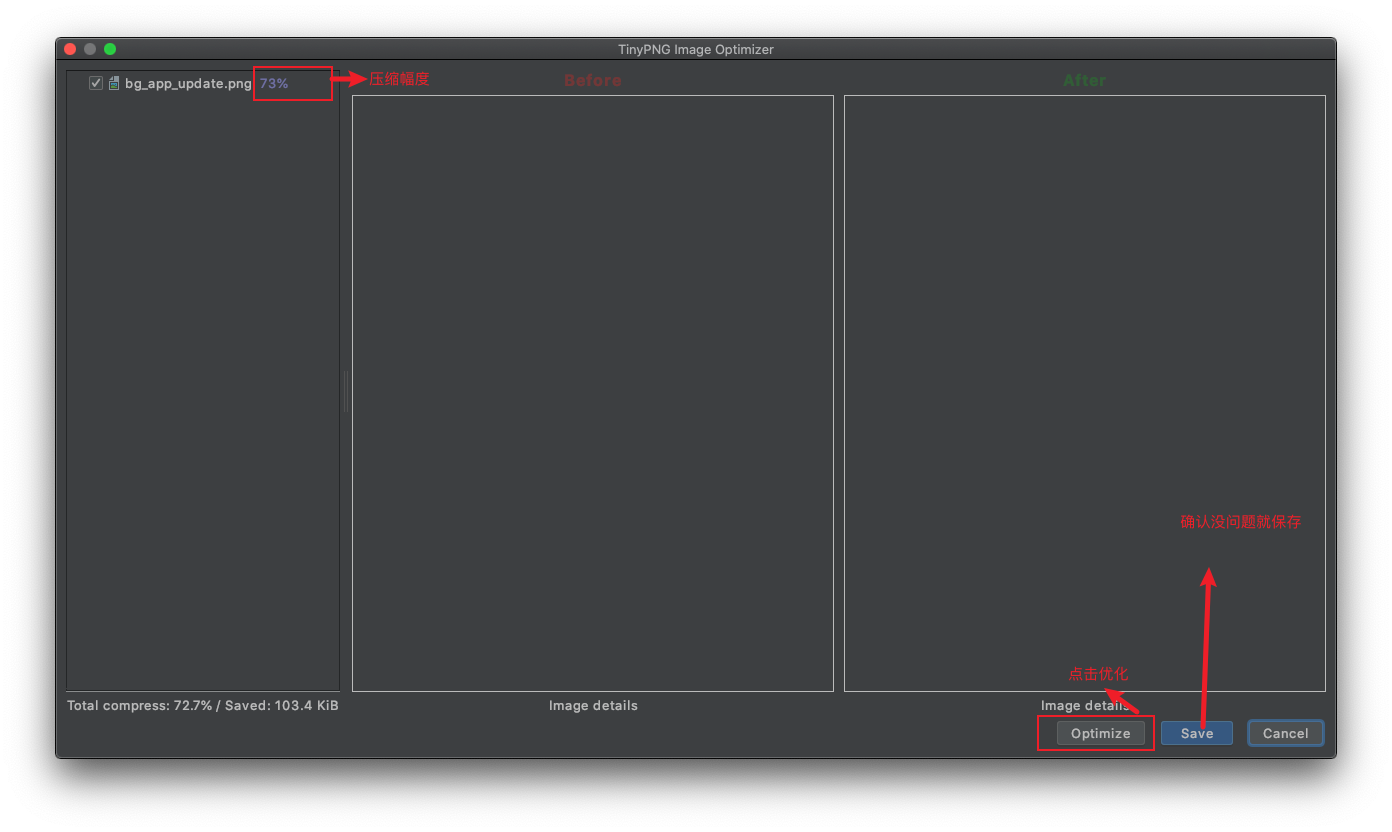 TinyPNG Image Optimizer
bg_app_update.png 73%
压缩幅度
Before
After
确认没问题就保存
点击优化
Total compress: 72.7% / Saved: 103.4 KiB
Image details
Image details
Optimize
Save
Cancel